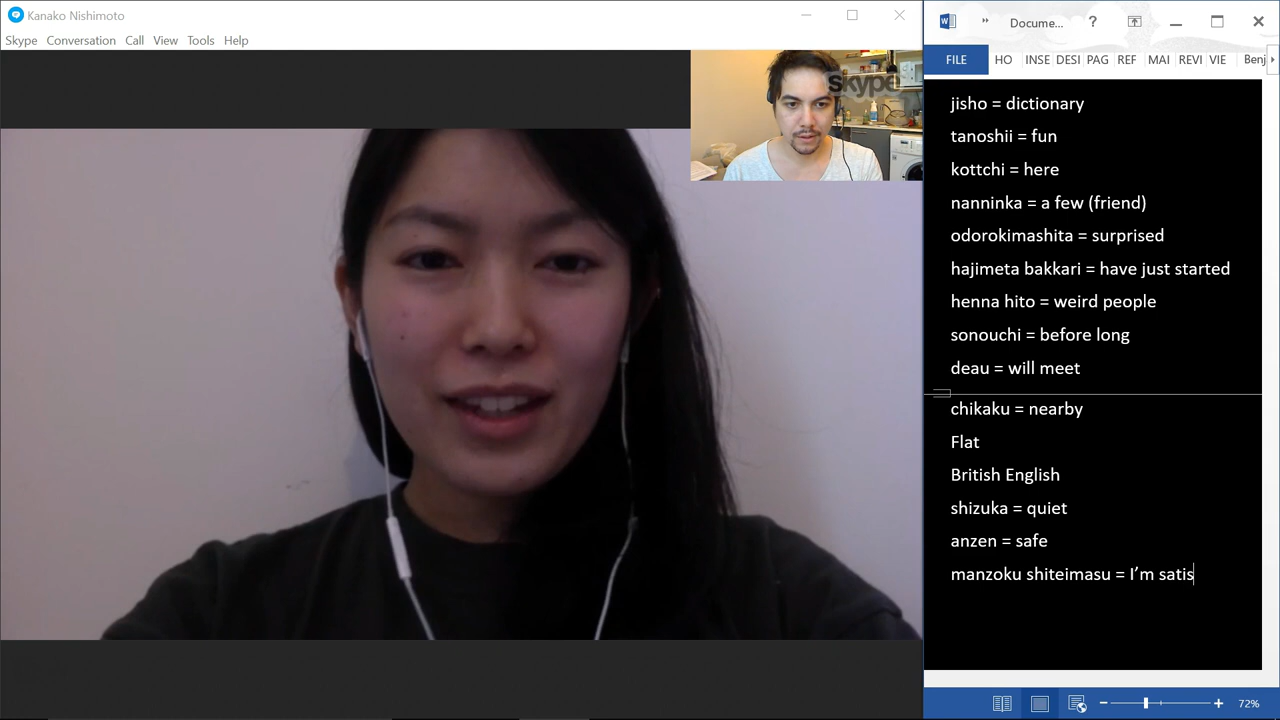 Kanako Nishimoto
Skype Conversation Call View Tools Help
skype
Docume... ?
FILE HO INSE DESI PAG REF MAI REVI VIE Benj
jisho = dictionary
tanoshii = fun
kottchi = here
nanninka = a few (friend)
odorokimashita = surprised
hajimeta bakkari = have just started
henna hito = weird people
sonouchi = before long
deau = will meet
chikaku = nearby
Flat
British English
shizuka = quiet
anzen = safe
manzoku shiteimasu = I’m satis
72%